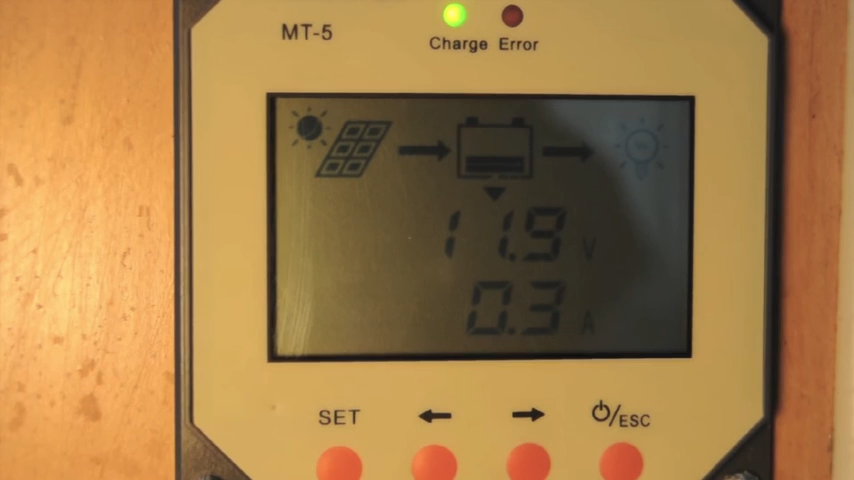 MT-5
Charge Error
11.9 V
0.3 A
SET ← → ⏻/ESC